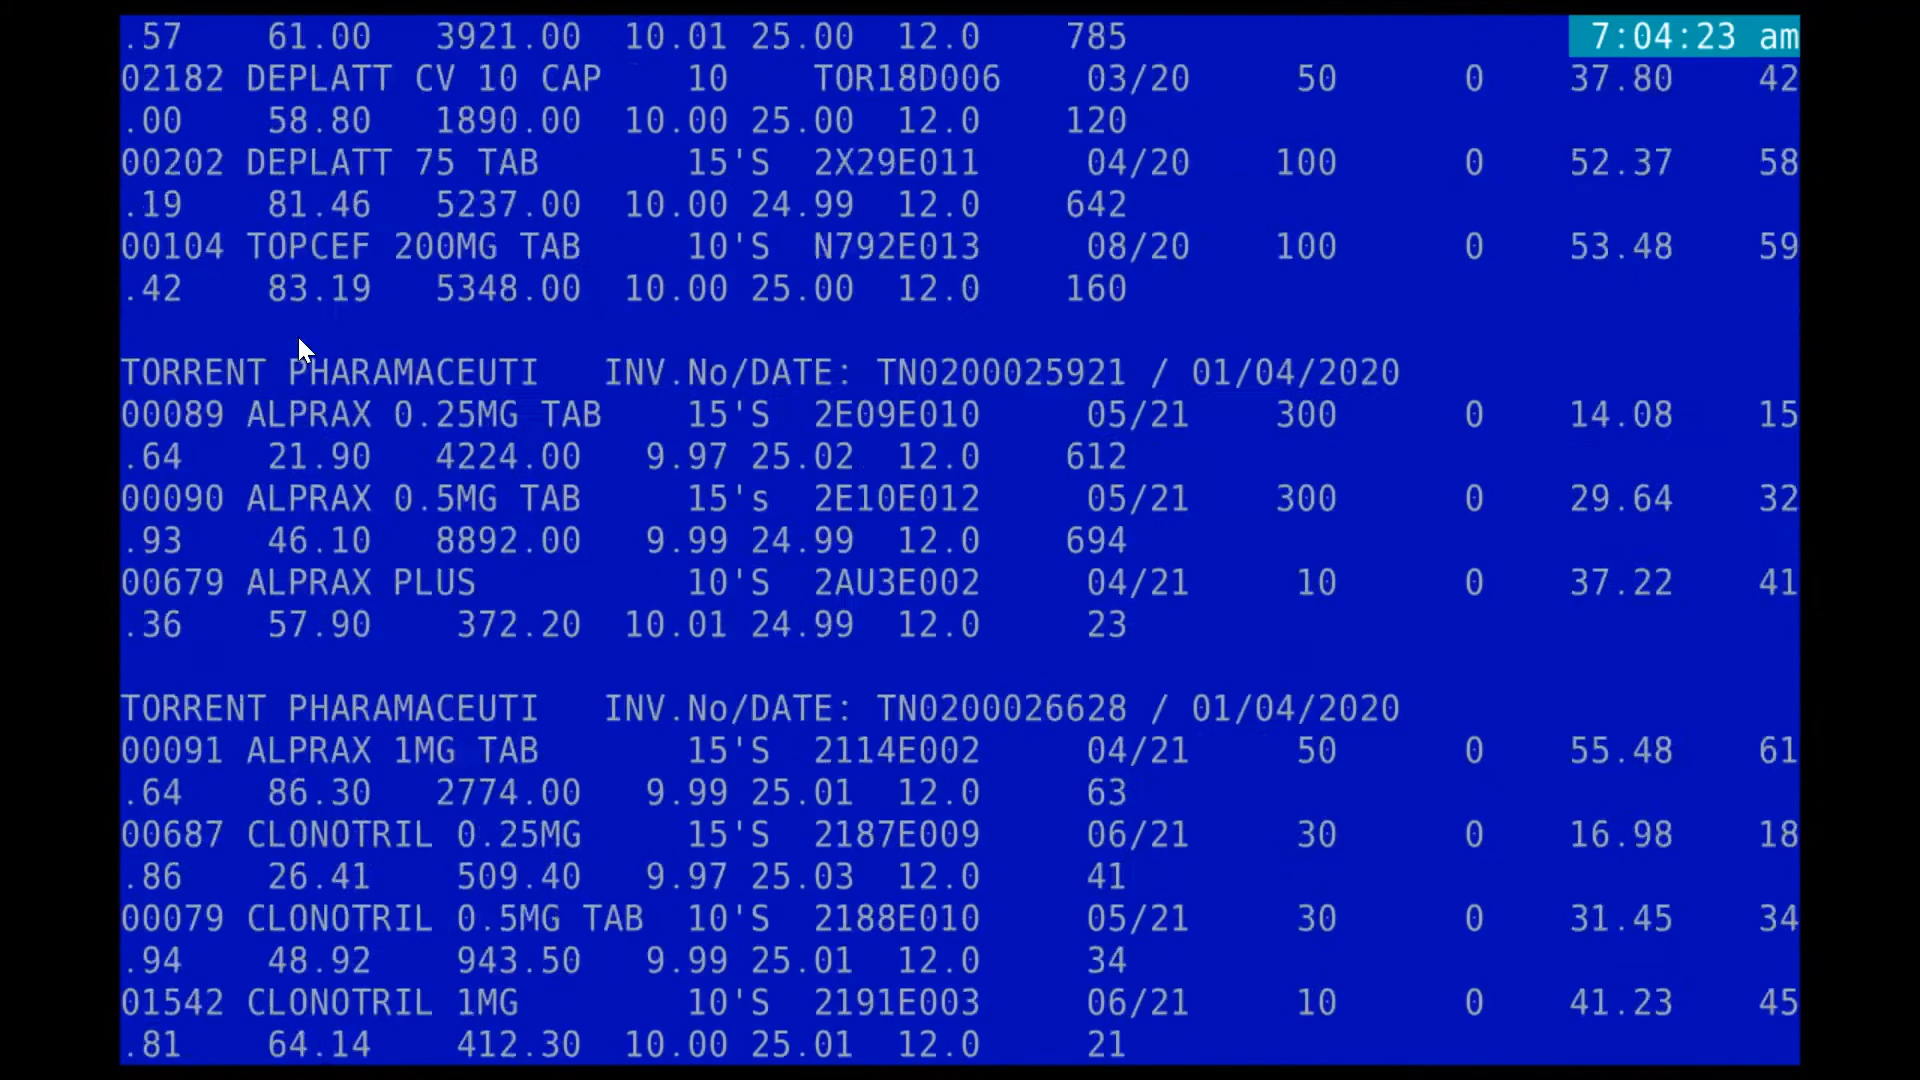 .57 61.00 3921.00 10.01 25.00 12.0 785 7:04:23 am
02182 DEPLATT CV 10 CAP 10 TOR18D006 03/20 50 0 37.80 42
.00 58.80 1890.00 10.00 25.00 12.0 120
00202 DEPLATT 75 TAB 15'S 2X29E011 04/20 100 0 52.37 58
.19 81.46 5237.00 10.00 24.99 12.0 642
00104 TOPCEF 200MG TAB 10'S N792E013 08/20 100 0 53.48 59
.42 83.19 5348.00 10.00 25.00 12.0 160
TORRENT PHARAMACEUTI INV.No/DATE: TN0200025921 / 01/04/2020
00089 ALPRAX 0.25MG TAB 15'S 2E09E010 05/21 300 0 14.08 15
.64 21.90 4224.00 9.97 25.02 12.0 612
00090 ALPRAX 0.5MG TAB 15's 2E10E012 05/21 300 0 29.64 32
.93 46.10 8892.00 9.99 24.99 12.0 694
00679 ALPRAX PLUS 10'S 2AU3E002 04/21 10 0 37.22 41
.36 57.90 372.20 10.01 24.99 12.0 23
TORRENT PHARAMACEUTI INV.No/DATE: TN0200026628 / 01/04/2020
00091 ALPRAX 1MG TAB 15'S 2114E002 04/21 50 0 55.48 61
.64 86.30 2774.00 9.99 25.01 12.0 63
00687 CLONOTRIL 0.25MG 15'S 2187E009 06/21 30 0 16.98 18
.86 26.41 509.40 9.97 25.03 12.0 41
00079 CLONOTRIL 0.5MG TAB 10'S 2188E010 05/21 30 0 31.45 34
.94 48.92 943.50 9.99 25.01 12.0 34
01542 CLONOTRIL 1MG 10'S 2191E003 06/21 10 0 41.23 45
.81 64.14 412.30 10.00 25.01 12.0 21